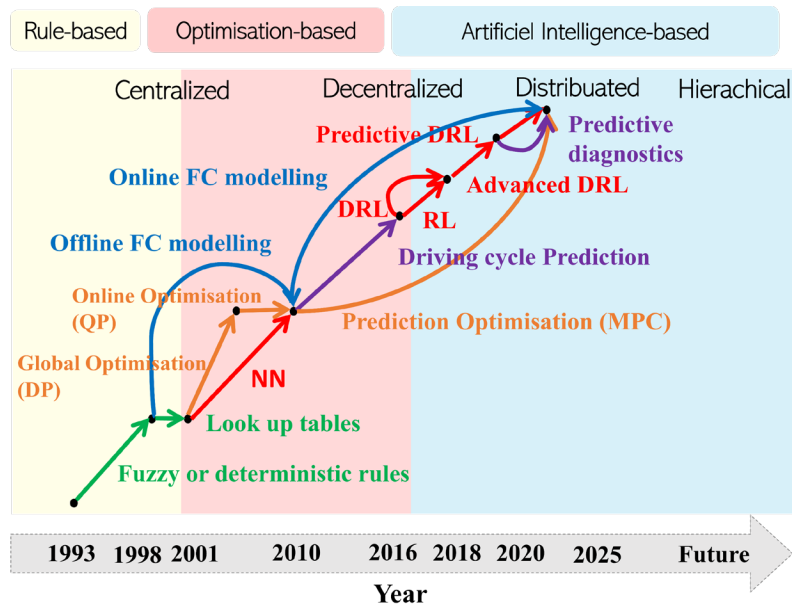 Rule-based
Optimisation-based
Artificiel Intelligence-based
Centralized
Decentralized
Distribuated
Hierachical
Predictive DRL
Predictive
diagnostics
Online FC modelling
Advanced DRL
DRL
RL
Offline FC modelling
Driving cycle Prediction
Online Optimisation
(QP)
Prediction Optimisation (MPC)
Global Optimisation
(DP)
NN
Look up tables
Fuzzy or deterministic rules
1993
1998
2001
2010
2016
2018
2020
2025
Future
Year